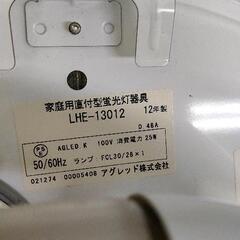 家庭用直付型蛍光灯器具
LHE-13012 12年製
0.46A
PS E AGLED.K 100V 消費電力 25W
50/60Hz ランプ:FCL30/28×1
021274 00005408 アグレッド株式会社